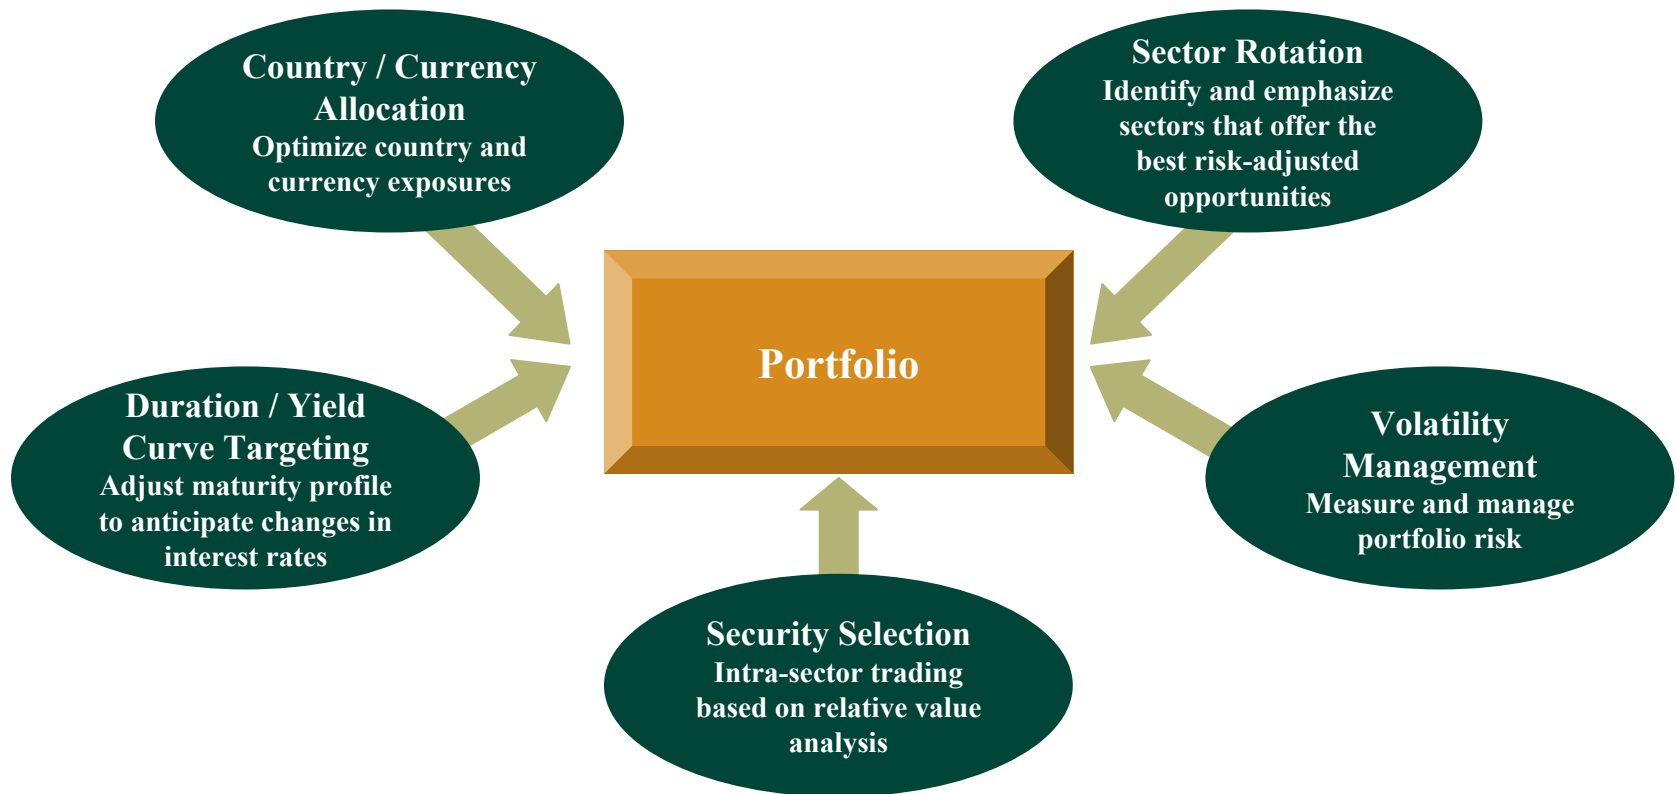 Country / Currency
Allocation
Optimize country and
currency exposures
Sector Rotation
Identify and emphasize
sectors that offer the
best risk-adjusted
opportunities
Portfolio
Duration / Yield
Curve Targeting
Adjust maturity profile
to anticipate changes in
interest rates
Volatility
Management
Measure and manage
portfolio risk
Security Selection
Intra-sector trading
based on relative value
analysis